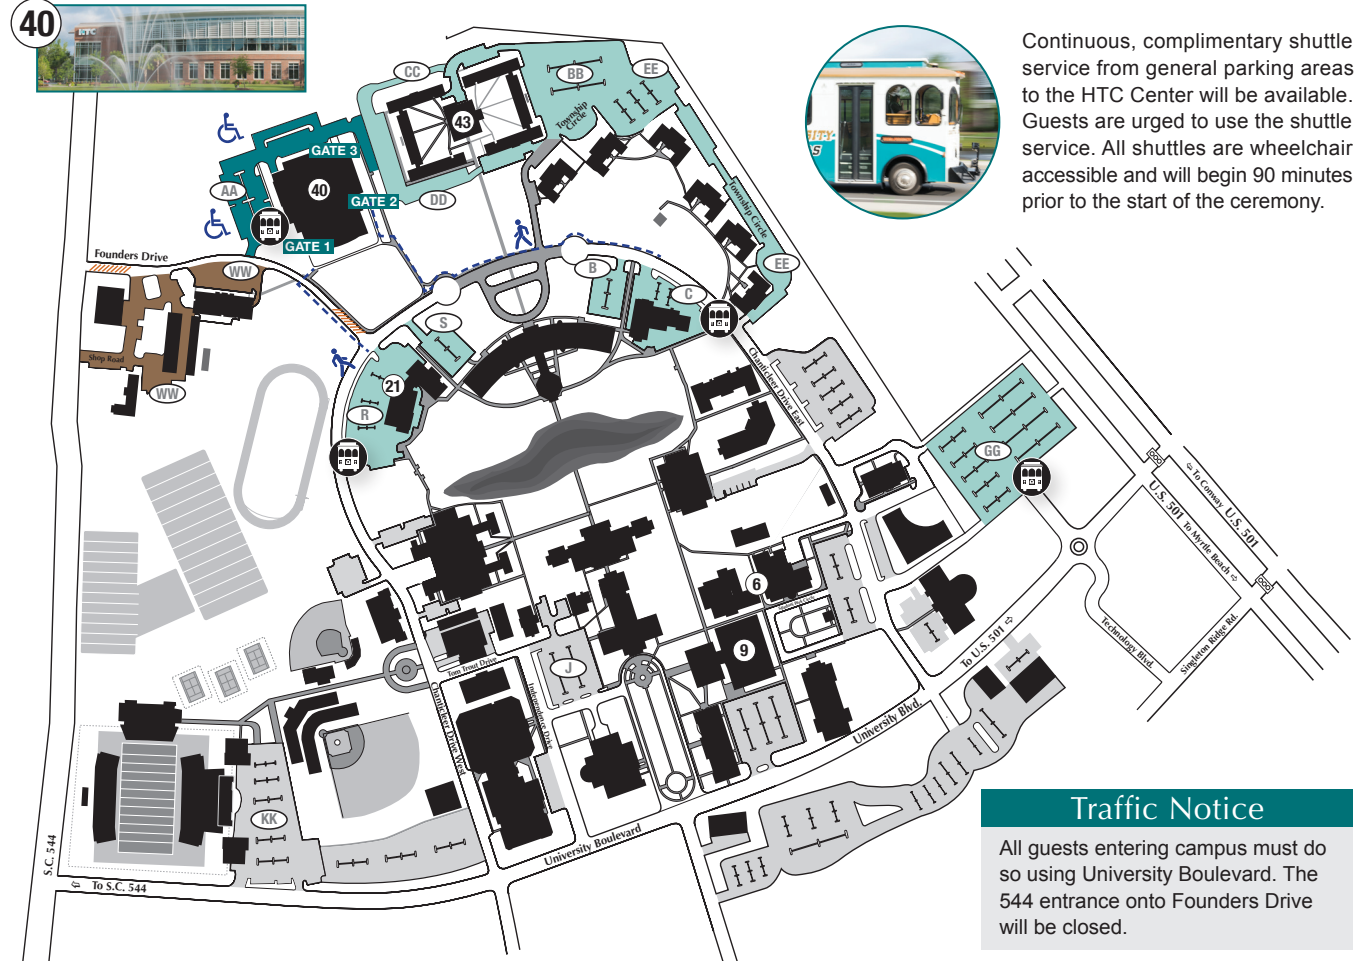 40
HTC
Continuous, complimentary shuttle
service from general parking areas
to the HTC Center will be available.
Guests are urged to use the shuttle
service. All shuttles are wheelchair
accessible and will begin 90 minutes
prior to the start of the ceremony.
SITY
S
CC
BB
EE
Township
Circle
43
GATE 3
AA
40
GATE 2
DD
GATE 1
Township Circle
Founders Drive
WW
B
EE
C
S
Shop Road
WW
21
R
Chanticleer Drive East
GG
To Conway
U.S. 501
U.S. 501
To Myrtle Beach
6
9
J
Tom Trout Drive
Independence Drive
Chanticleer Drive West
To U.S. 501
Technology Blvd.
Singleton Ridge Rd.
University Blvd.
KK
University Boulevard
S.C. 544
To S.C. 544
Traffic Notice
All guests entering campus must do
so using University Boulevard. The
544 entrance onto Founders Drive
will be closed.